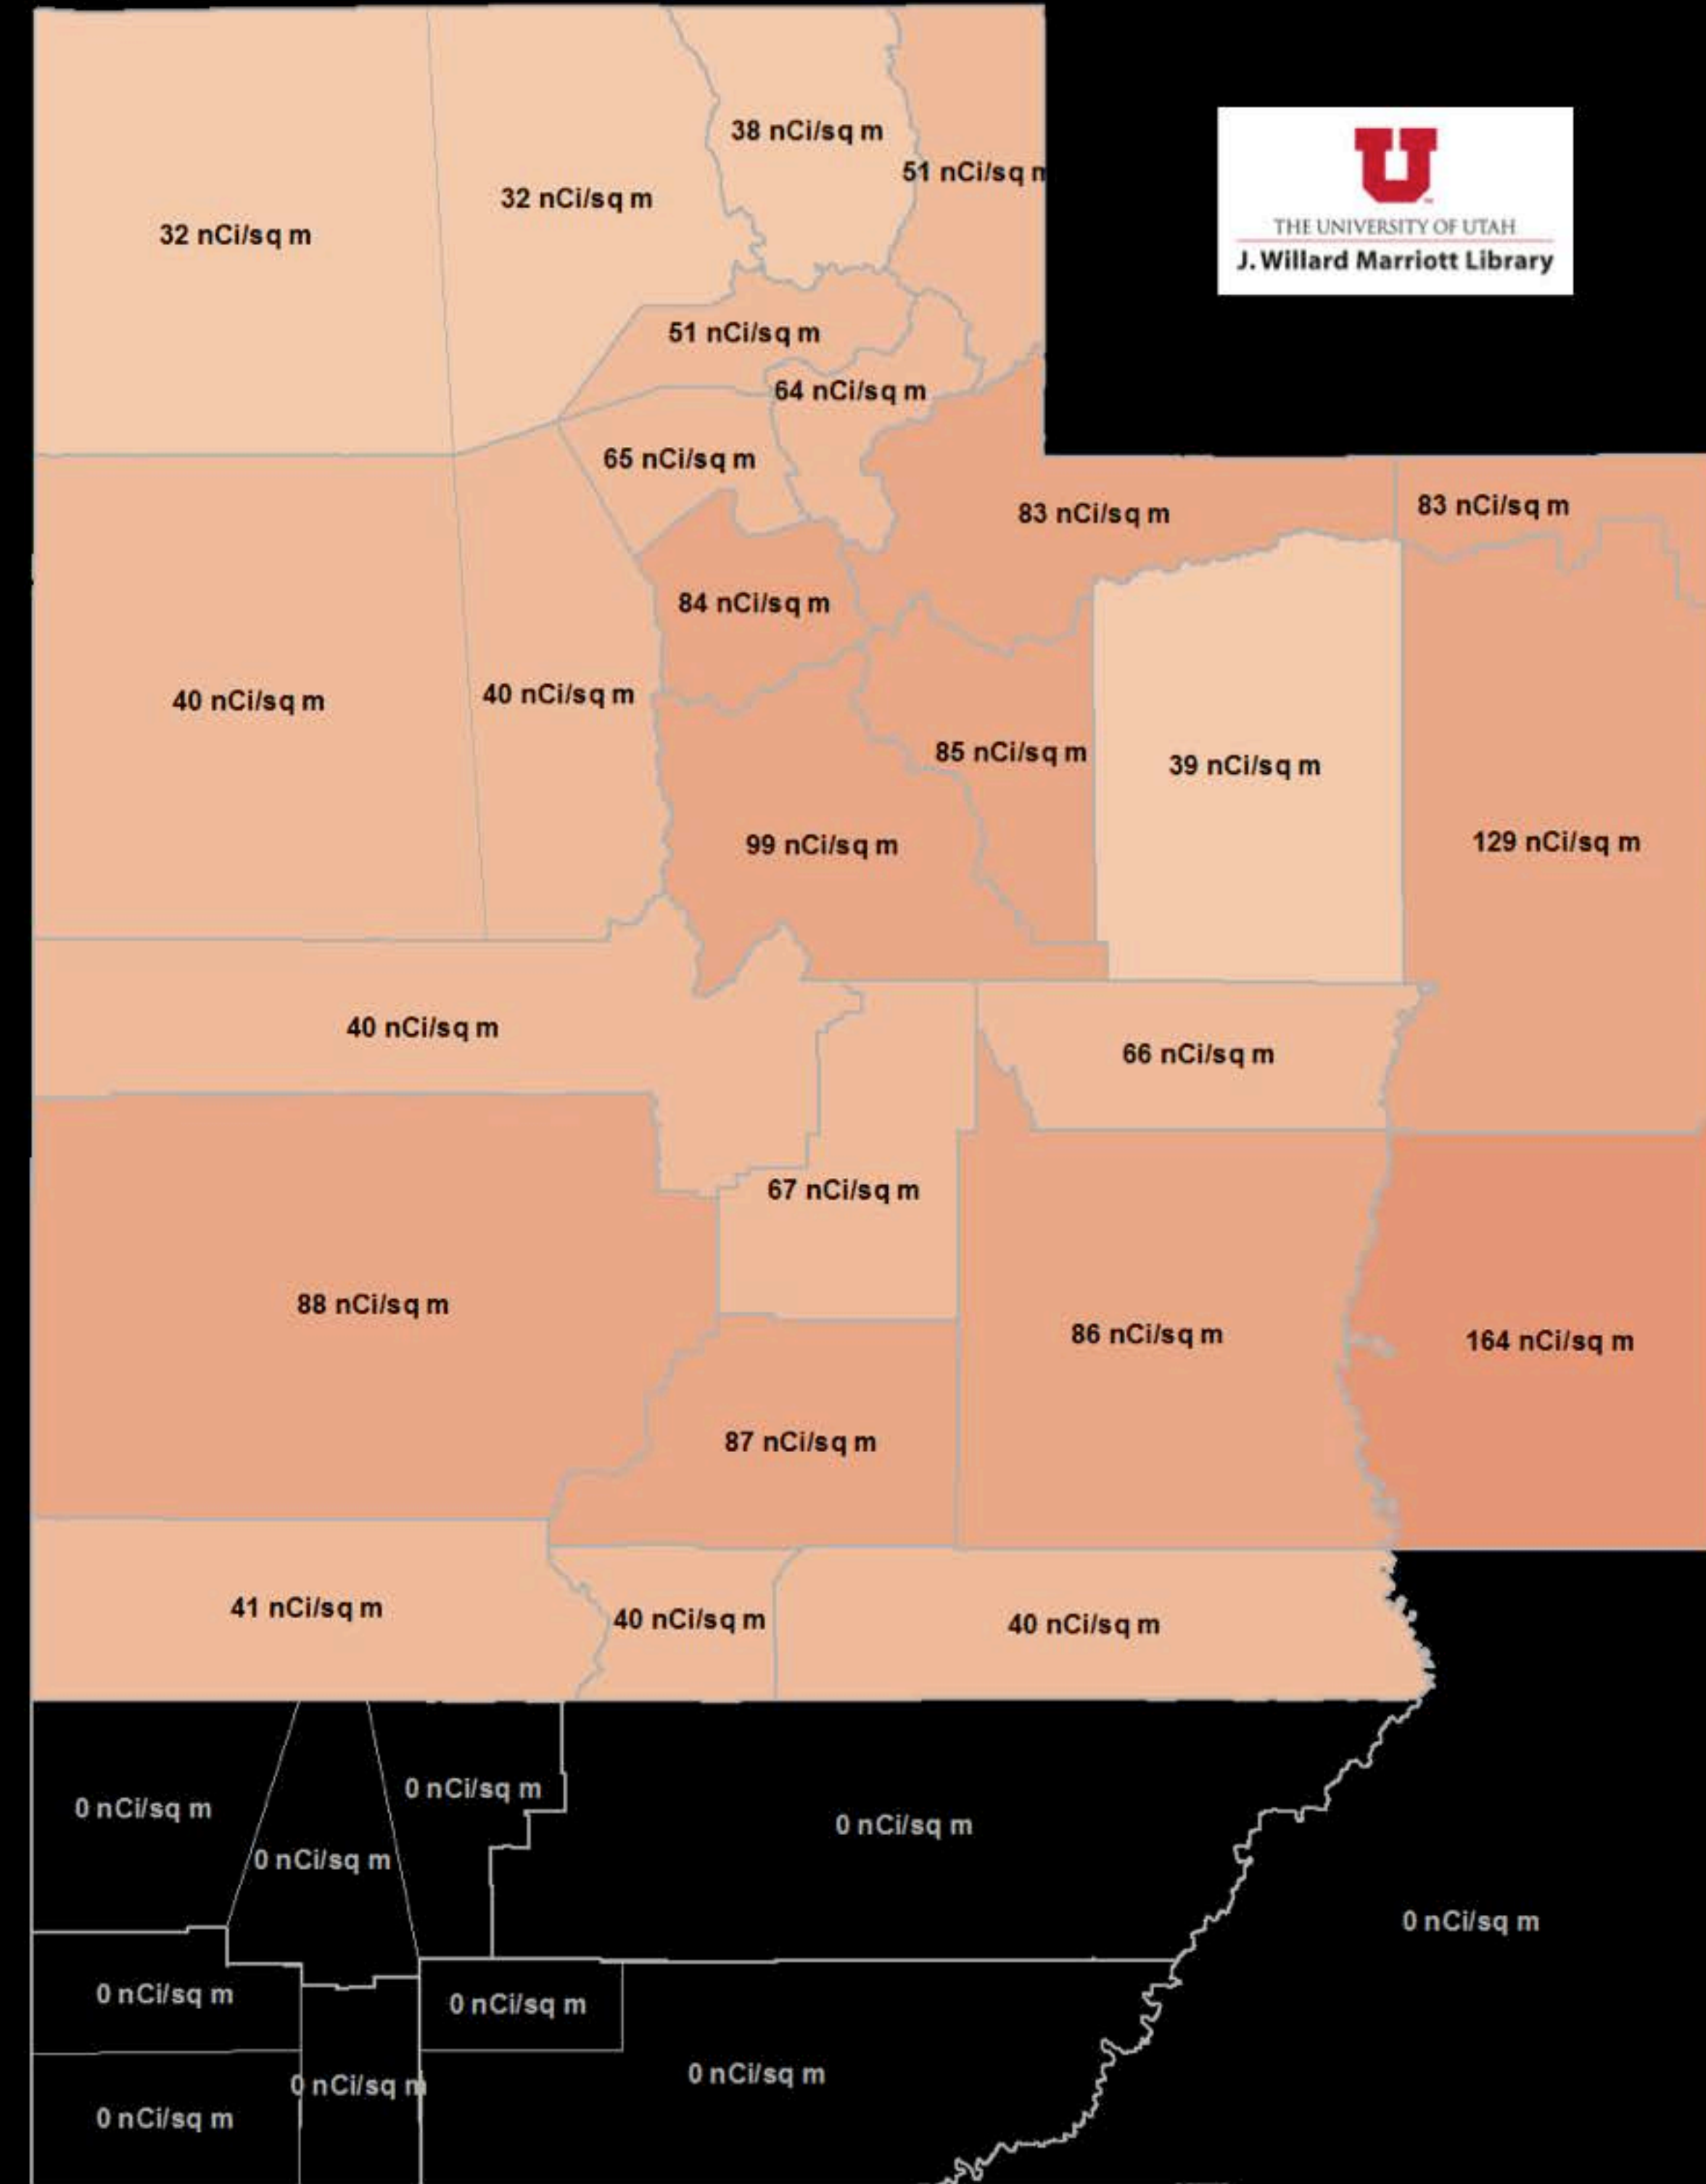 38 nCi/sq m
51 nCi/sq m
32 nCi/sq m
32 nCi/sq m
U
THE UNIVERSITY OF UTAH
J. Willard Marriott Library
51 nCi/sq m
64 nCi/sq m
65 nCi/sq m
83 nCi/sq m
83 nCi/sq m
84 nCi/sq m
40 nCi/sq m
40 nCi/sq m
85 nCi/sq m
39 nCi/sq m
99 nCi/sq m
129 nCi/sq m
40 nCi/sq m
66 nCi/sq m
67 nCi/sq m
88 nCi/sq m
86 nCi/sq m
164 nCi/sq m
87 nCi/sq m
41 nCi/sq m
40 nCi/sq m
40 nCi/sq m
0 nCi/sq m
0 nCi/sq m
0 nCi/sq m
0 nCi/sq m
0 nCi/sq m
0 nCi/sq m
0 nCi/sq m
0 nCi/sq m
0 nCi/sq m
0 nCi/sq m